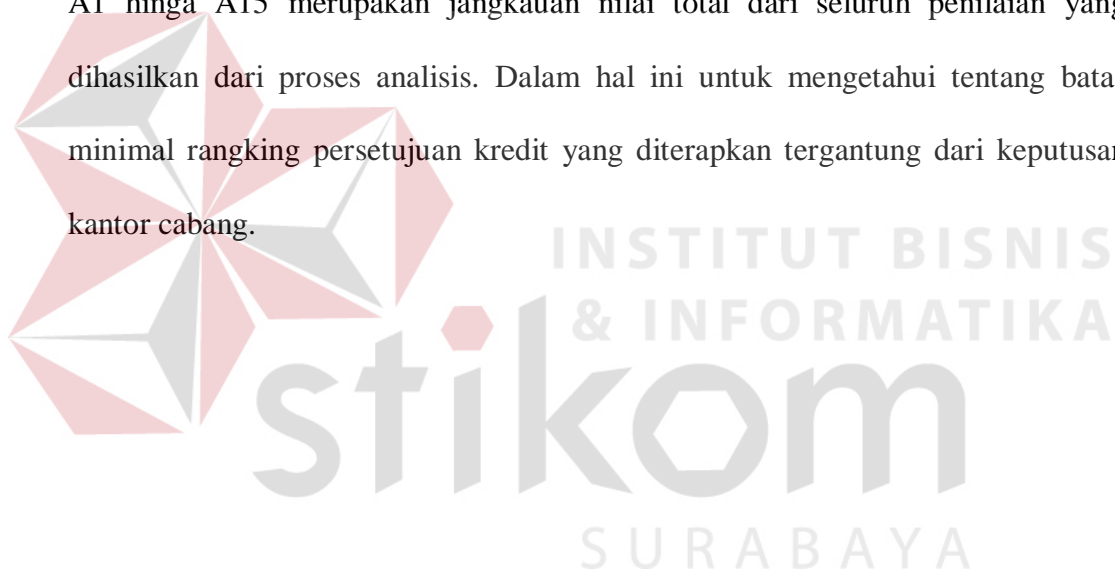 A1 hinga A15 merupakan jangkauan nilai total dari seluruh penilaian yang
dihasilkan dari proses analisis. Dalam hal ini untuk mengetahui tentang batas
minimal rangking persetujuan kredit yang diterapkan tergantung dari keputusan
kantor cabang.
INSTITUT BISNIS
& INFORMATIKA
stikom
SURABAYA